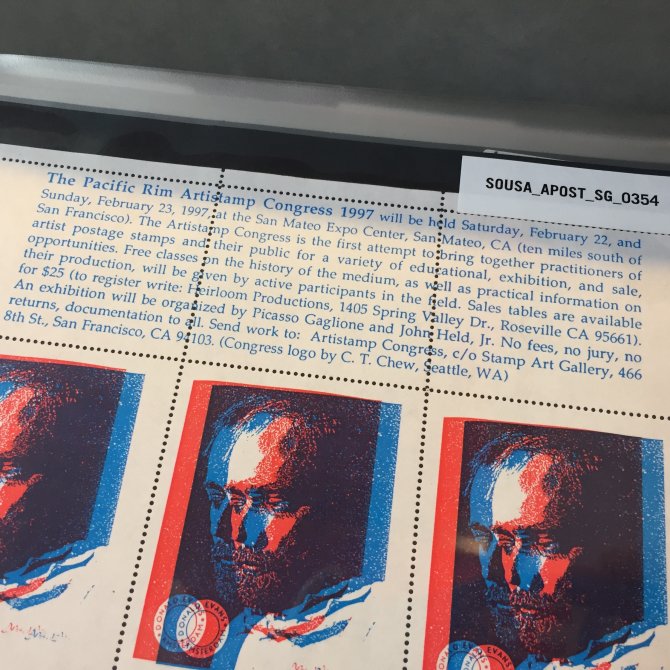 SOUSA_APOST_SG_0354
The Pacific Rim Artistamp Congress 1997 will be held Saturday, February 22, and
Sunday, February 23, 1997, at the San Mateo Expo Center, San Mateo, CA (ten miles south of
San Francisco). The Artistamp Congress is the first attempt to bring together practitioners of
artist postage stamps and their public for a variety of educational, exhibition, and sale,
opportunities. Free classes on the history of the medium, as well as practical information on
their production, will be given by active participants in the field. Sales tables are available
for $25 (to register write: Heirloom Productions, 1405 Spring Valley Dr., Roseville CA 95661).
An exhibition will be organized by Picasso Gaglione and John Held, Jr. No fees, no jury, no
returns, documentation to all. Send work to: Artistamp Congress, c/o Stamp Art Gallery, 466
8th St., San Francisco, CA 94103. (Congress logo by C. T. Chew, Seattle, WA)
DONALD EVANS
AMSTERDAM